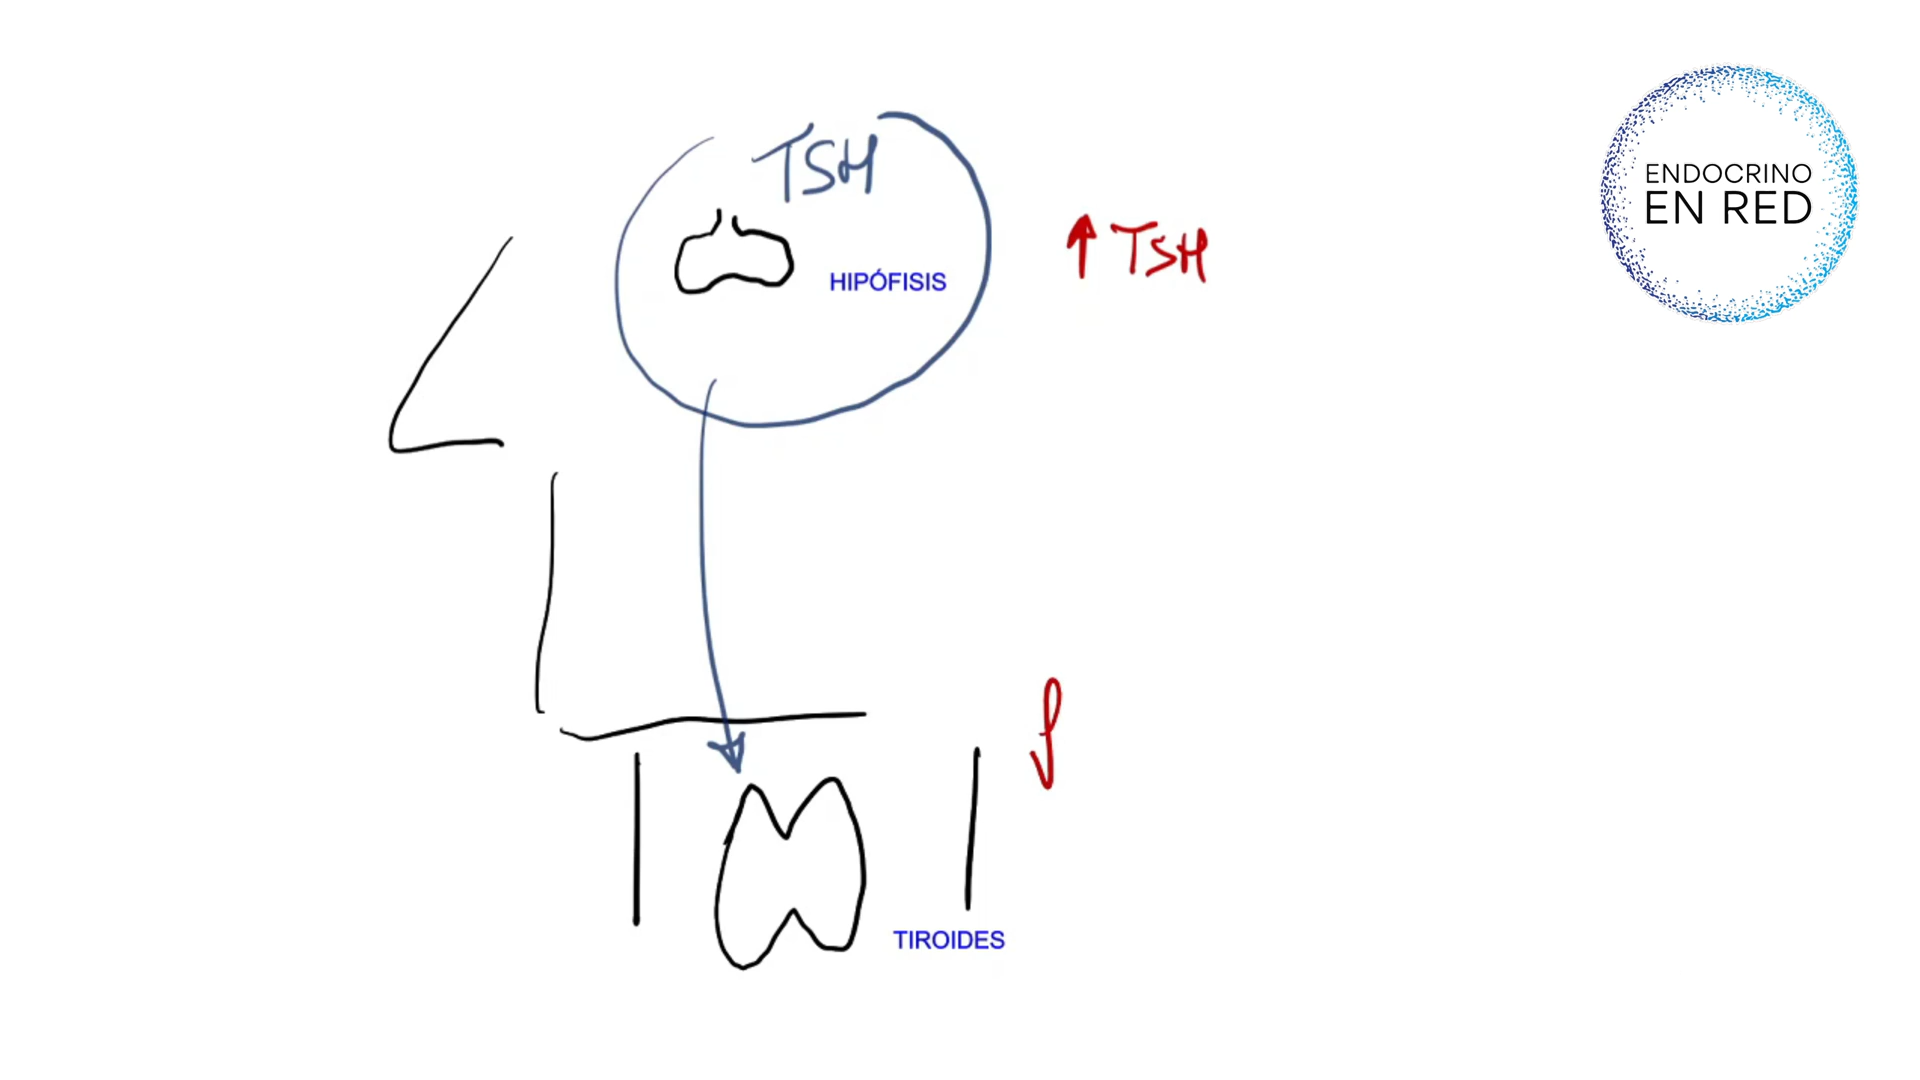 TSH
HIPÓFISIS
↑ TSH
ENDOCRINO
EN RED
TIROIDES